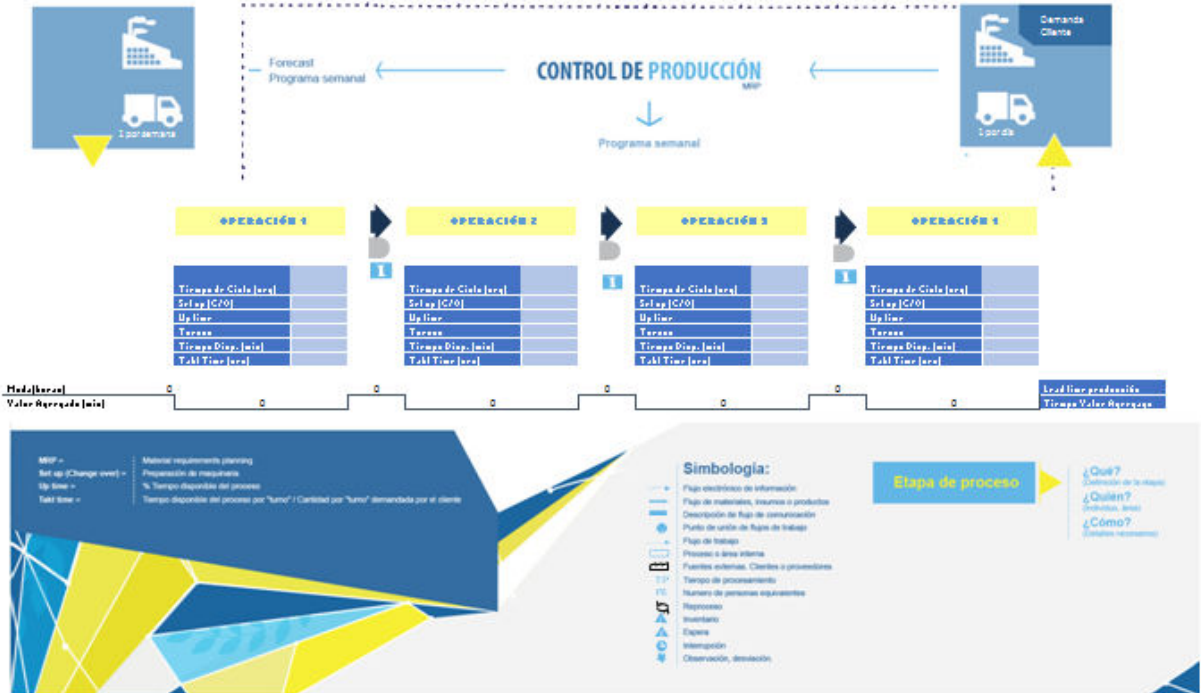 Demanda
Cliente
Forecast
Programa semanal
CONTROL DE PRODUCCIÓN
MRP
1 por semana
1 por día
Programa semanal
OPERACIÓN 1
OPERACIÓN 2
OPERACIÓN 3
OPERACIÓN 4
I
I
I
Tiempo de Ciclo (seg)
Set up (C/O)
Up time
Turnos
Tiempo Disp. (min)
Takt Time (seg)
Tiempo de Ciclo (seg)
Set up (C/O)
Up time
Turnos
Tiempo Disp. (min)
Takt Time (seg)
Tiempo de Ciclo (seg)
Set up (C/O)
Up time
Turnos
Tiempo Disp. (min)
Takt Time (seg)
Tiempo de Ciclo (seg)
Set up (C/O)
Up time
Turnos
Tiempo Disp. (min)
Takt Time (seg)
0 0 0 0 Lead time producción
Valor Agregado (min) 0 0 0 0 Tiempo Valor Agregago
MRP = Material requirements planning
Set up (Change over) = Preparación de maquinaria
Up time = % Tiempo disponible del proceso
Takt time = Tiempo disponible del proceso por "turno" / Cantidad por "turno" demandada por el cliente
Simbología:
Flujo electrónico de información
Flujo de materiales, insumos o productos
Descripción de flujo de comunicación
Punto de unión de flujos de trabajo
Flujo de trabajo
Proceso o área interna
Fuentes externas. Clientes o proveedores
Tiempo de procesamiento
Numero de personas equivalentes
Reproceso
Inventario
Espera
Interrupción
Observación, desviación
Etapa de proceso
¿Qué?
(Definición de la etapa)
¿Quién?
(Individuo, área)
¿Cómo?
(Detalles necesarios)